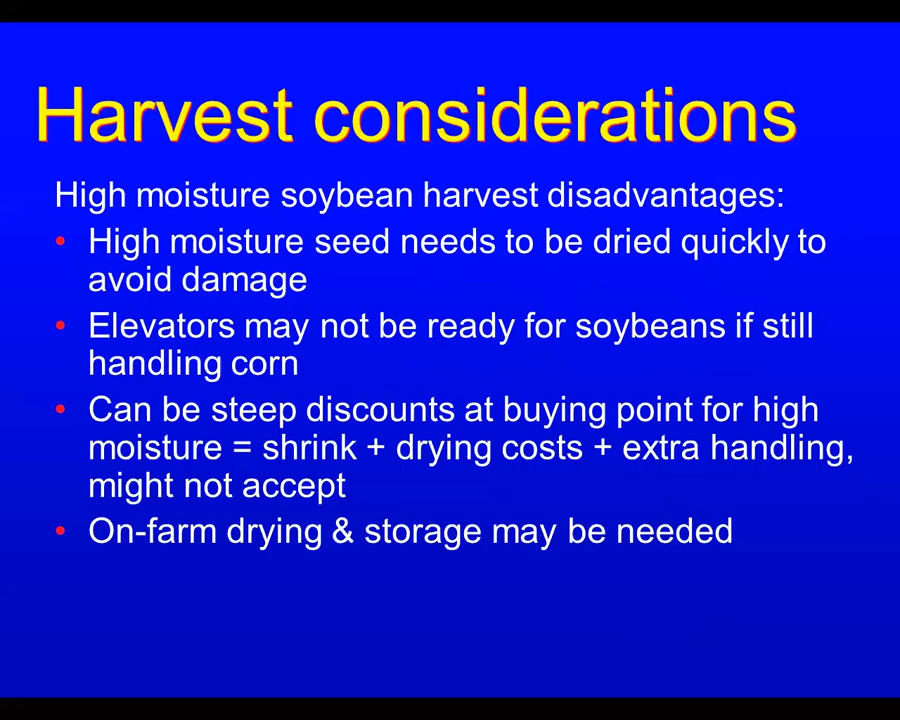 Harvest considerations
High moisture soybean harvest disadvantages:
• High moisture seed needs to be dried quickly to
avoid damage
• Elevators may not be ready for soybeans if still
handling corn
• Can be steep discounts at buying point for high
moisture = shrink + drying costs + extra handling,
might not accept
• On-farm drying & storage may be needed